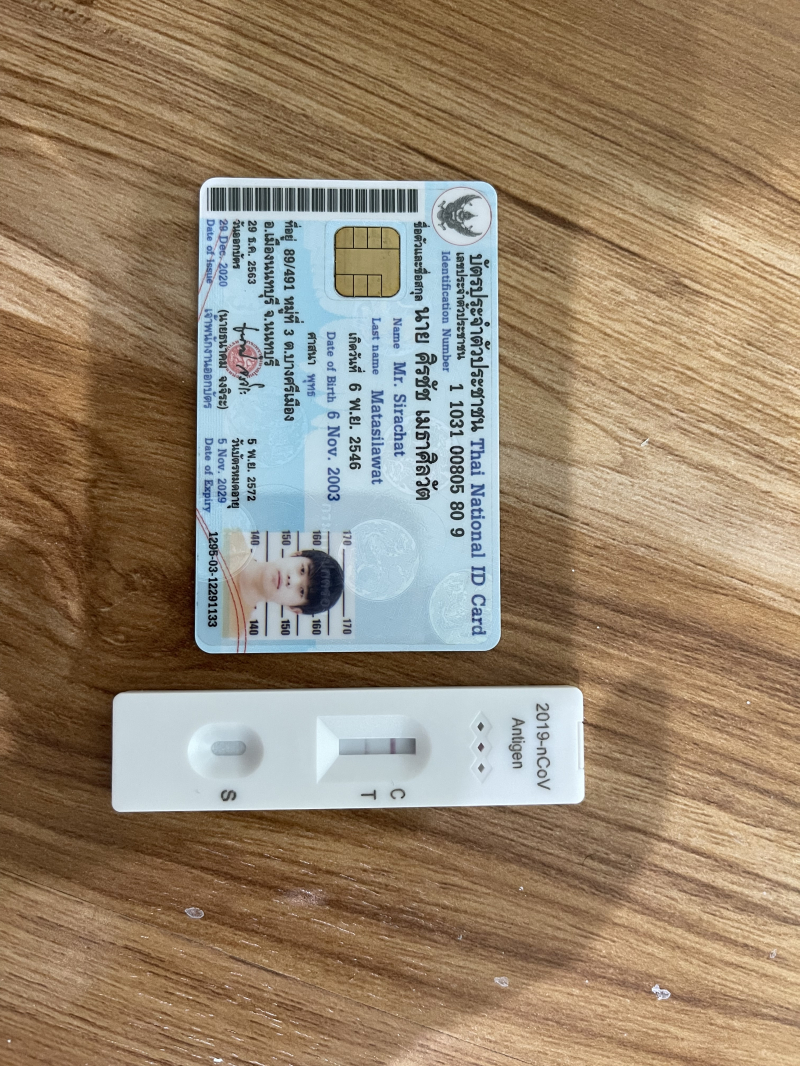 บัตรประจำตัวประชาชน Thai National ID Card
เลขประจำตัวประชาชน 1 1031 00805 80 9
Identification Number
ชื่อตัวและชื่อสกุล นาย ศิรชัช เมธาศิลวัต
Name Mr. Sirachat
Last name Matasilawat
เกิดวันที่ 6 พ.ย. 2546
Date of Birth 6 Nov. 2003
ศาสนา พุทธ
ที่อยู่ 89/491 หมู่ที่ 3 ต.บางศรีเมือง
อ.เมืองนนทบุรี จ.นนทบุรี
29 ธ.ค. 2563
วันออกบัตร
29 Dec. 2020
Date of Issue
(นายธนาคม จงจิระ)
เจ้าพนักงานออกบัตร
5 พ.ย. 2572
วันบัตรหมดอายุ
5 Nov. 2029
Date of Expiry
170 170
160 160
150 150
140 140
1295-03-12291133
2019-nCoV
Antigen
C
T
S